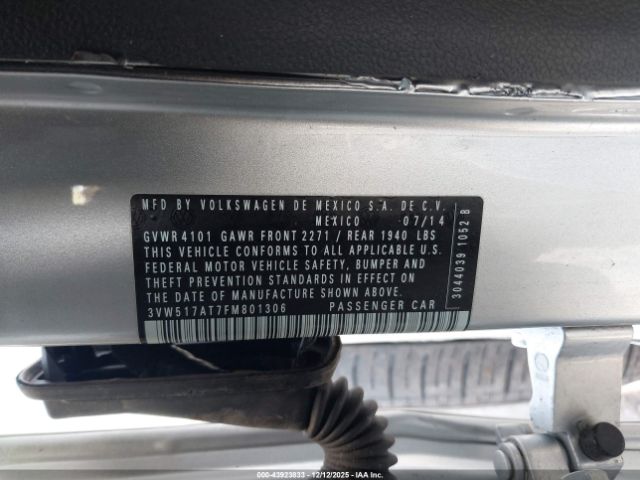 MFD BY VOLKSWAGEN DE MEXICO S.A. DE C.V.
MEXICO 07/14
GVWR 4101 GAWR FRONT 2271 / REAR 1940 LBS
THIS VEHICLE CONFORMS TO ALL APPLICABLE U.S.
FEDERAL MOTOR VEHICLE SAFETY, BUMPER AND
THEFT PREVENTION STANDARDS IN EFFECT ON
THE DATE OF MANUFACTURE SHOWN ABOVE.
3VW517AT7FM801306 PASSENGER CAR
3044039 1052 B
000-43923833 - 12/12/2025 - IAA Inc.